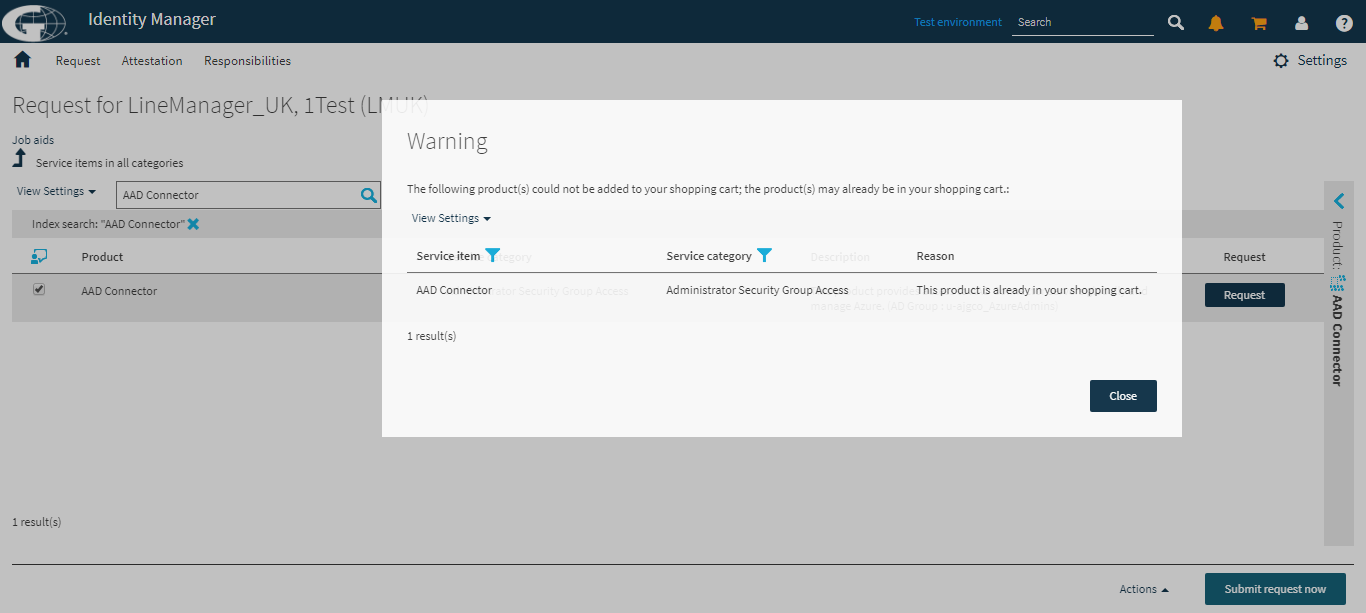 Identity Manager
Test environment
Search
Request
Attestation
Responsibilities
Settings
Request for LineManager_UK, 1Test (LMUK)
Job aids
Service items in all categories
View Settings
AAD Connector
Index search: "AAD Connector"
Product
Request
AAD Connector
Request
Product: AAD Connector
Warning
The following product(s) could not be added to your shopping cart; the product(s) may already be in your shopping cart.:
View Settings
Service item
Service category
Description
Reason
AAD Connector
Administrator Security Group Access
This product is already in your shopping cart.
1 result(s)
Close
1 result(s)
Actions
Submit request now